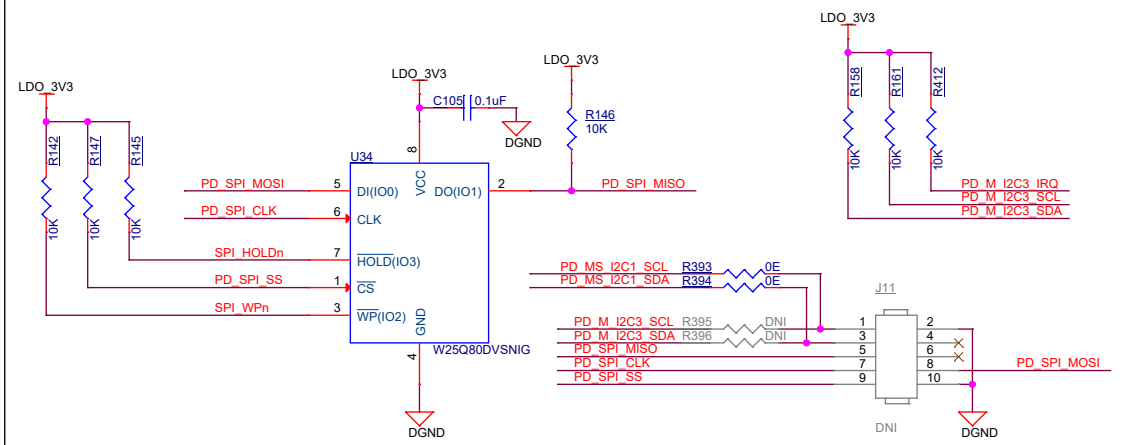 LDO_3V3
R142
R147
R145
10K
10K
10K
LDO_3V3
C105
0.1uF
DGND
LDO_3V3
R146
10K
U34
8
VCC
PD_SPI_MOSI
5
DI(IO0)
DO(IO1)
2
PD_SPI_MISO
PD_SPI_CLK
6
CLK
SPI_HOLDn
7
HOLD(IO3)
PD_SPI_SS
1
CS
SPI_WPn
3
WP(IO2)
GND
4
W25Q80DVSNIG
DGND
LDO_3V3
R158
R161
R412
10K
10K
10K
PD_M_I2C3_IRQ
PD_M_I2C3_SCL
PD_M_I2C3_SDA
PD_MS_I2C1_SCL
R393
0E
PD_MS_I2C1_SDA
R394
0E
J11
PD_M_I2C3_SCL
R395
DNI
1
2
PD_M_I2C3_SDA
R396
DNI
3
4
PD_SPI_MISO
5
6
PD_SPI_CLK
7
8
PD_SPI_MOSI
PD_SPI_SS
9
10
DNI
DGND